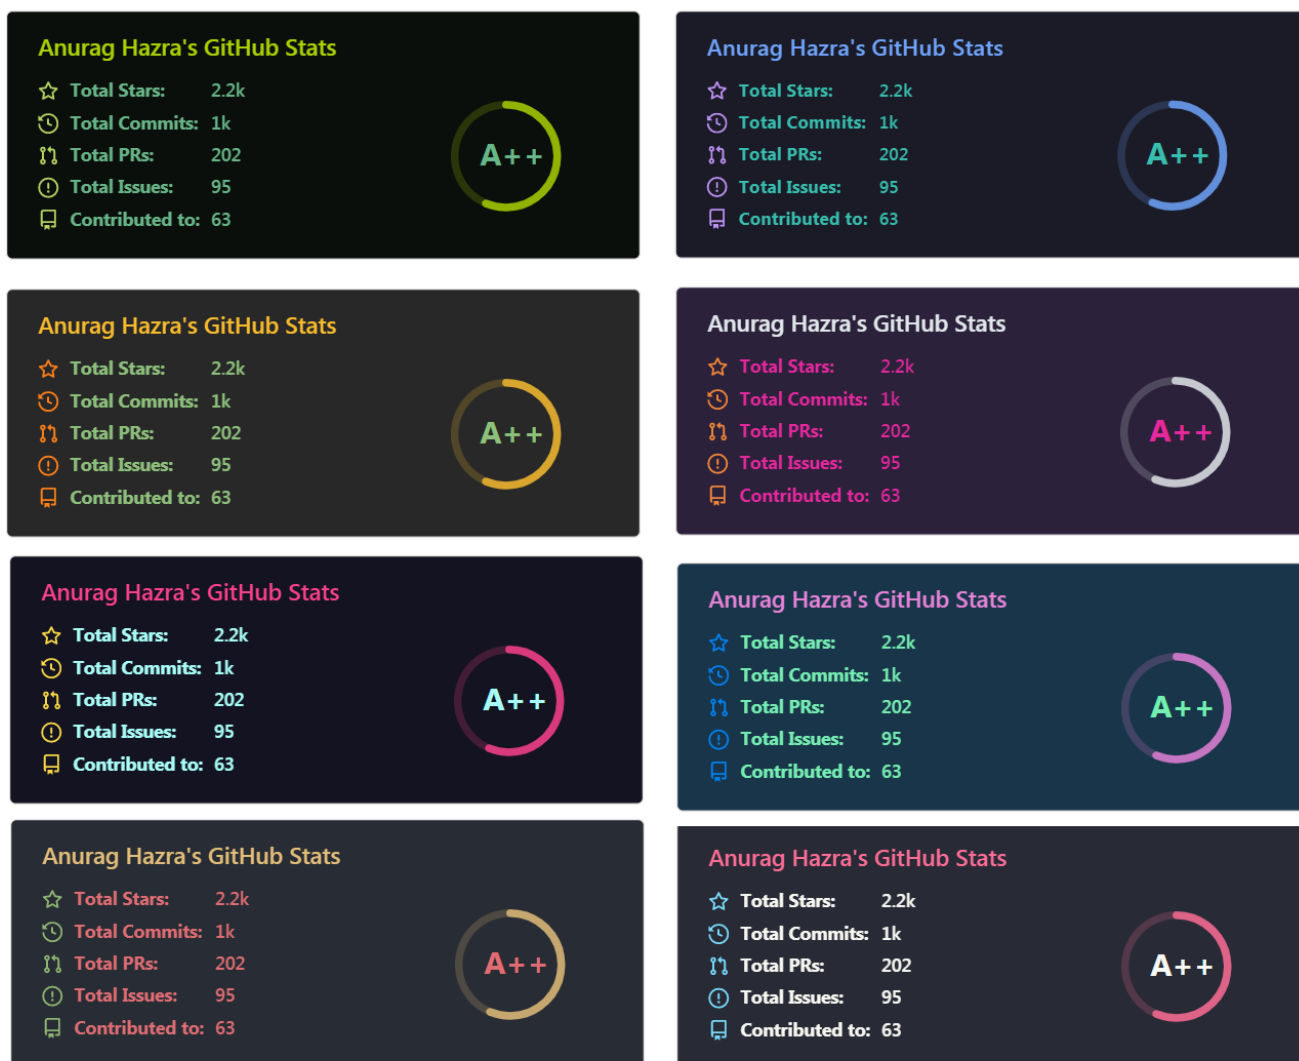 Anurag Hazra's GitHub Stats
Total Stars: 2.2k
Total Commits: 1k
Total PRs: 202
Total Issues: 95
Contributed to: 63
A++
Anurag Hazra's GitHub Stats
Total Stars: 2.2k
Total Commits: 1k
Total PRs: 202
Total Issues: 95
Contributed to: 63
A++
Anurag Hazra's GitHub Stats
Total Stars: 2.2k
Total Commits: 1k
Total PRs: 202
Total Issues: 95
Contributed to: 63
A++
Anurag Hazra's GitHub Stats
Total Stars: 2.2k
Total Commits: 1k
Total PRs: 202
Total Issues: 95
Contributed to: 63
A++
Anurag Hazra's GitHub Stats
Total Stars: 2.2k
Total Commits: 1k
Total PRs: 202
Total Issues: 95
Contributed to: 63
A++
Anurag Hazra's GitHub Stats
Total Stars: 2.2k
Total Commits: 1k
Total PRs: 202
Total Issues: 95
Contributed to: 63
A++
Anurag Hazra's GitHub Stats
Total Stars: 2.2k
Total Commits: 1k
Total PRs: 202
Total Issues: 95
Contributed to: 63
A++
Anurag Hazra's GitHub Stats
Total Stars: 2.2k
Total Commits: 1k
Total PRs: 202
Total Issues: 95
Contributed to: 63
A++